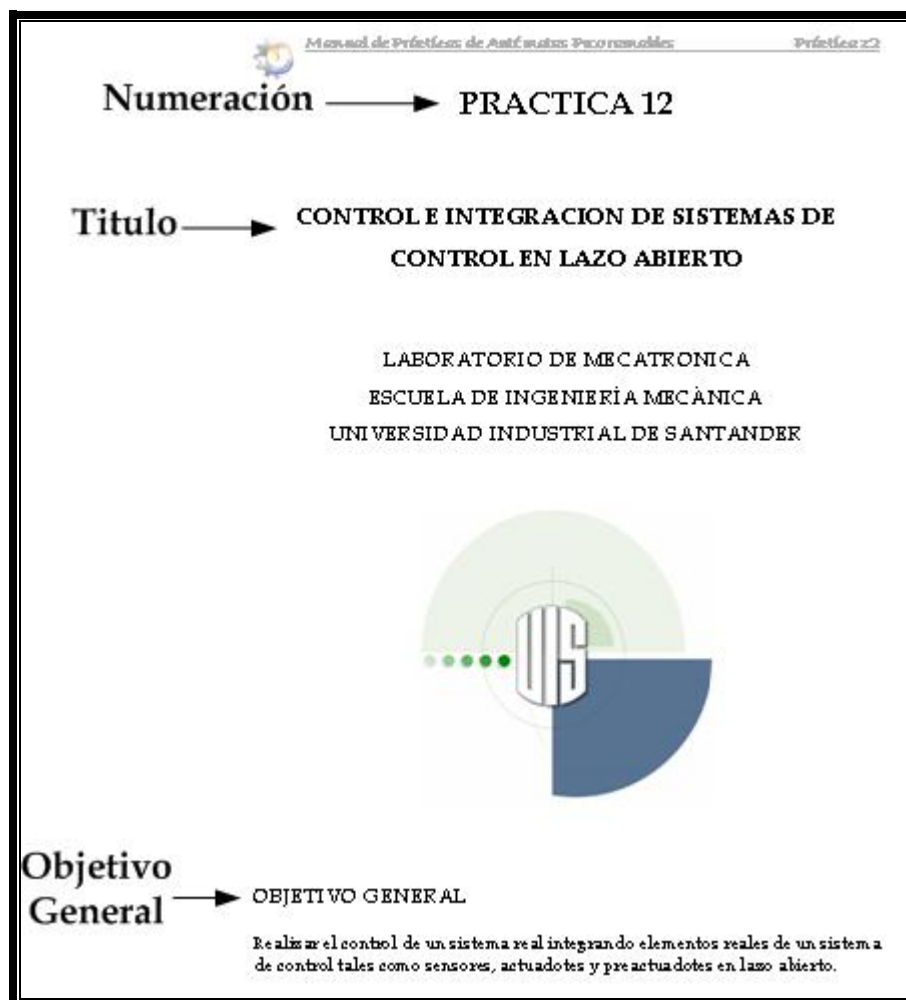 Manual de Prácticas de Autómatas Programables Práctica 12
Numeración PRACTICA 12
Titulo CONTROL E INTEGRACION DE SISTEMAS DE
CONTROL EN LAZO ABIERTO
LABORATORIO DE MECATRONICA
ESCUELA DE INGENIERÍA MECÀNICA
UNIVERSIDAD INDUSTRIAL DE SANTANDER
UIS
Objetivo
General OBJETIVO GENERAL
Realizar el control de un sistema real integrando elementos reales de un sistema
de control tales como sensores, actuadotes y preactuadotes en lazo abierto.